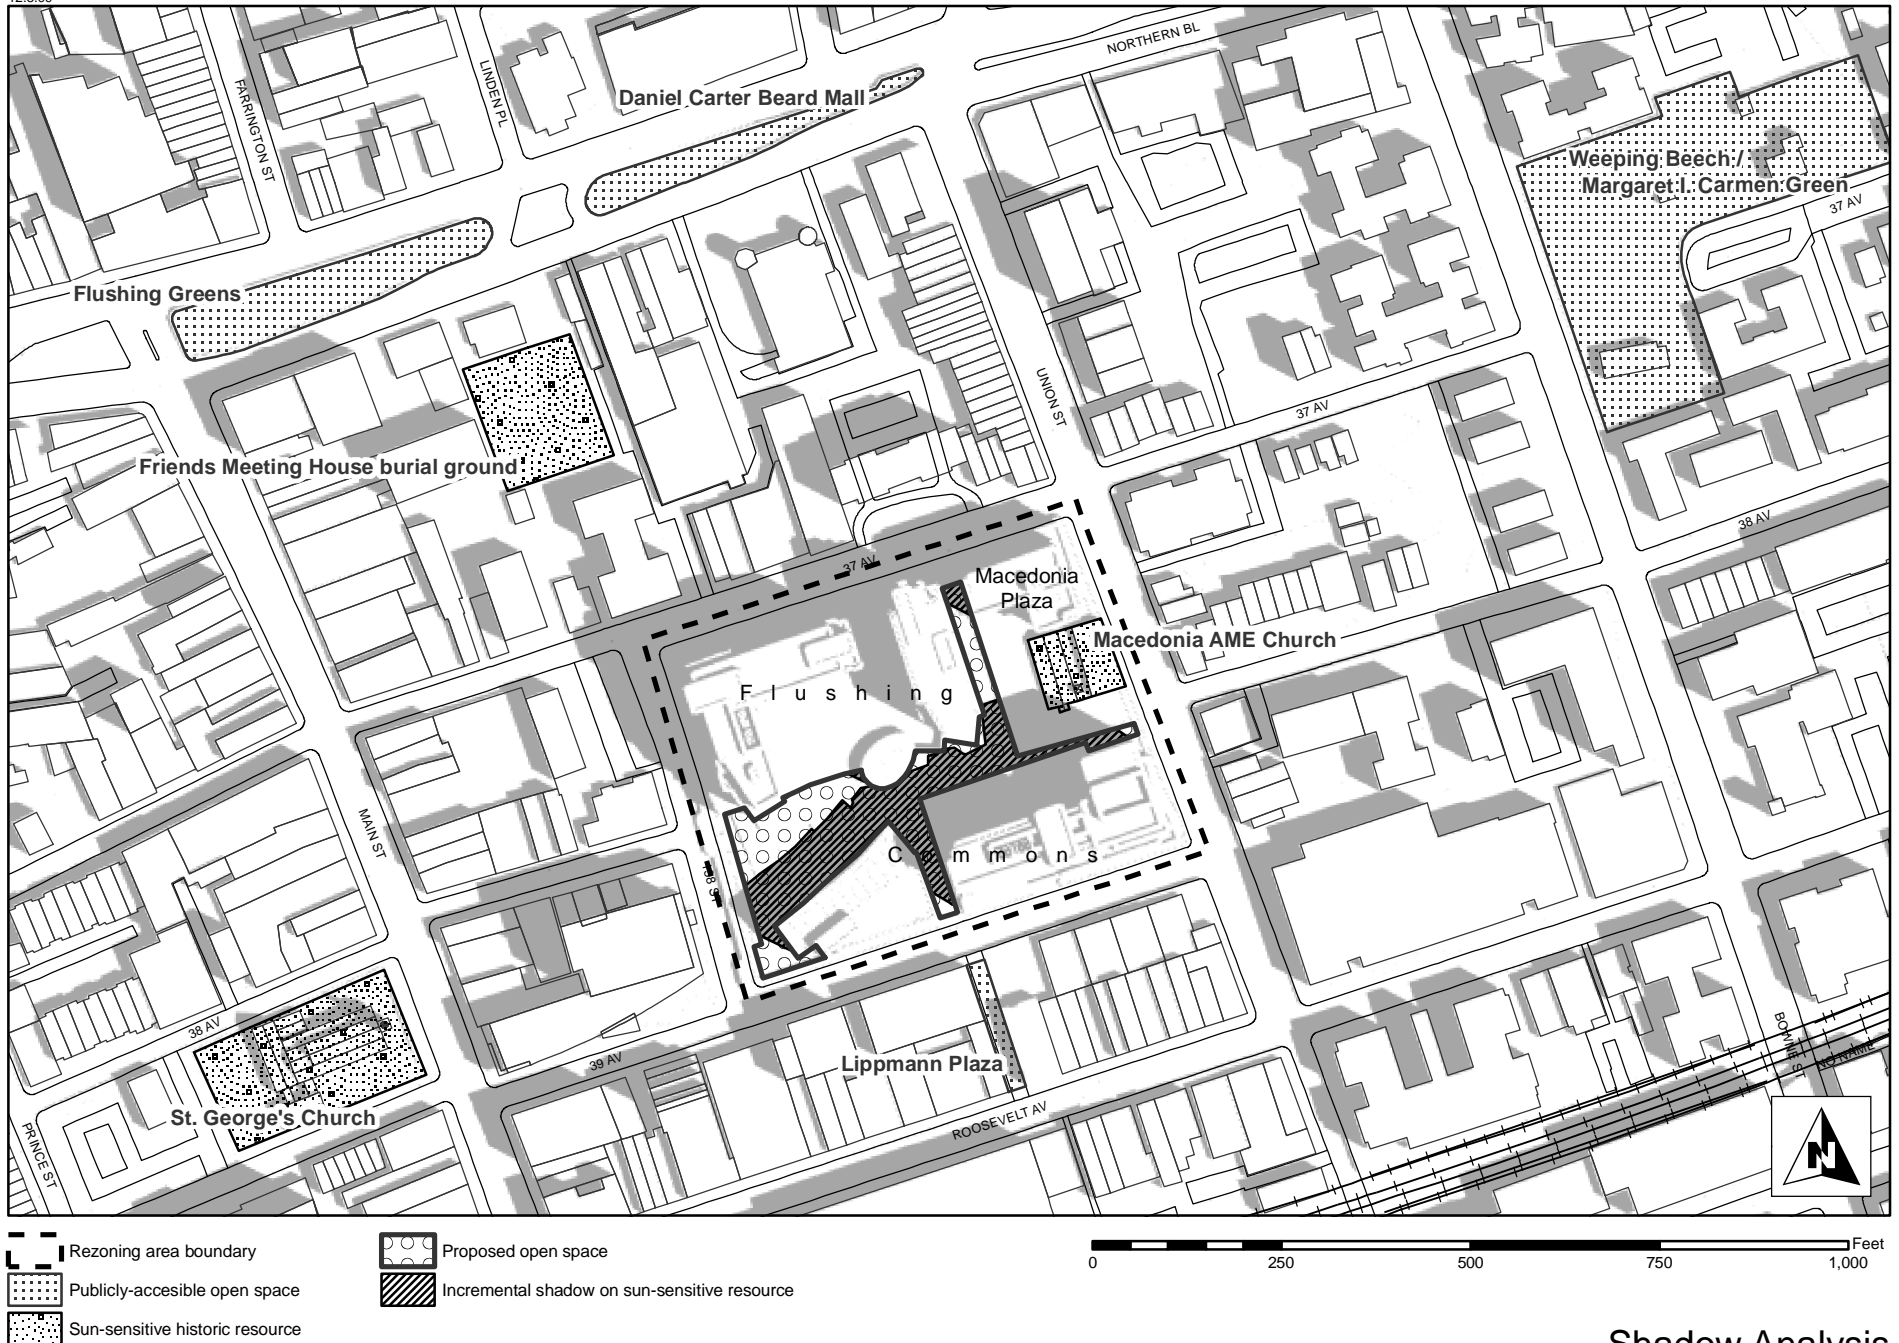 NORTHERN BL
LINDEN PL
FARRINGTON ST
Daniel Carter Beard Mall
Weeping Beech /
Margaret I. Carmen Green
37 AV
Flushing Greens
UNION ST
37 AV
Friends Meeting House burial ground
38 AV
37 AV
Macedonia
Plaza
Macedonia AME Church
Flushing
MAIN ST
Commons
38 AV
39 AV
Lippmann Plaza
BOWNE ST
NO NAME
St. George's Church
ROOSEVELT AV
PRINCE ST
N
Rezoning area boundary
Publicly-accesible open space
Sun-sensitive historic resource
Proposed open space
Incremental shadow on sun-sensitive resource
Feet
0 250 500 750 1,000
Shadow Analysis